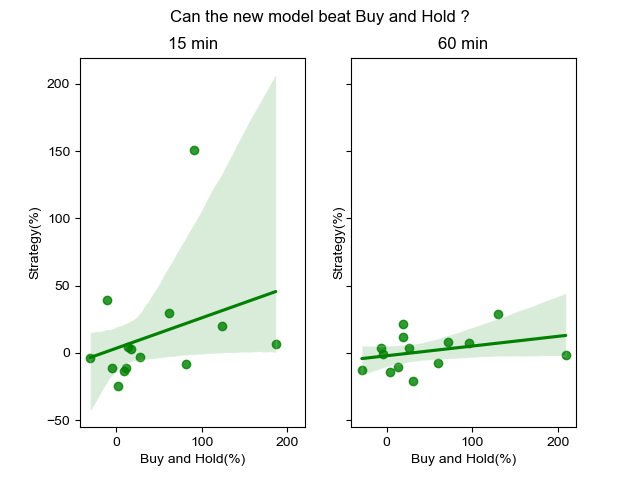 Can the new model beat Buy and Hold ?
15 min
60 min
200
150
100
50
0
−50
Strategy(%)
Strategy(%)
0 100 200
0 100 200
Buy and Hold(%)
Buy and Hold(%)